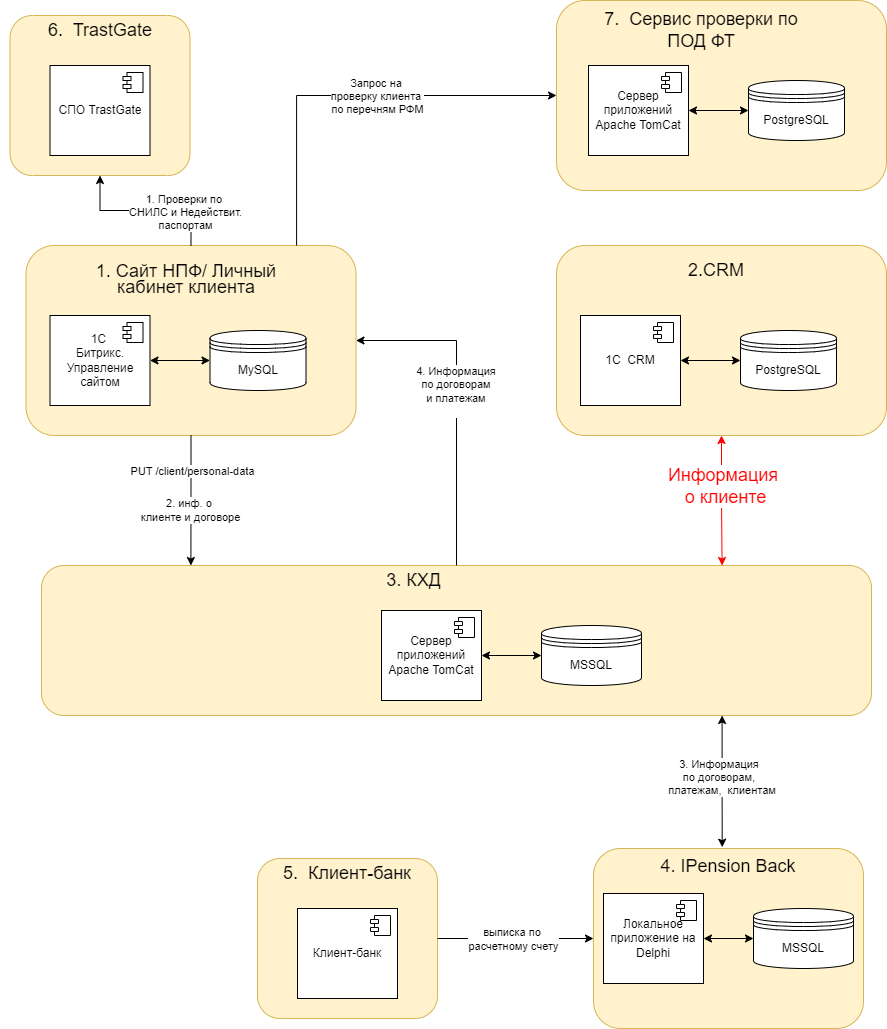 6. TrastGate
СПО TrastGate
7. Сервис проверки по
ПОД ФТ
Сервер
приложений
Apache TomCat
PostgreSQL
Запрос на
проверку клиента
по перечням РФМ
1. Проверки по
СНИЛС и Недействит.
паспортам
1. Сайт НПФ/ Личный
кабинет клиента
1С
Битрикс.
Управление
сайтом
MySQL
2.CRM
1С CRM
PostgreSQL
4. Информация
по договорам
и платежам
PUT /client/personal-data
2. инф. о
клиенте и договоре
Информация
о клиенте
3. КХД
Сервер
приложений
Apache TomCat
MSSQL
3. Информация
по договорам,
платежам, клиентам
5. Клиент-банк
Клиент-банк
выписка по
расчетному счету
4. IPension Back
Локальное
приложение на
Delphi
MSSQL